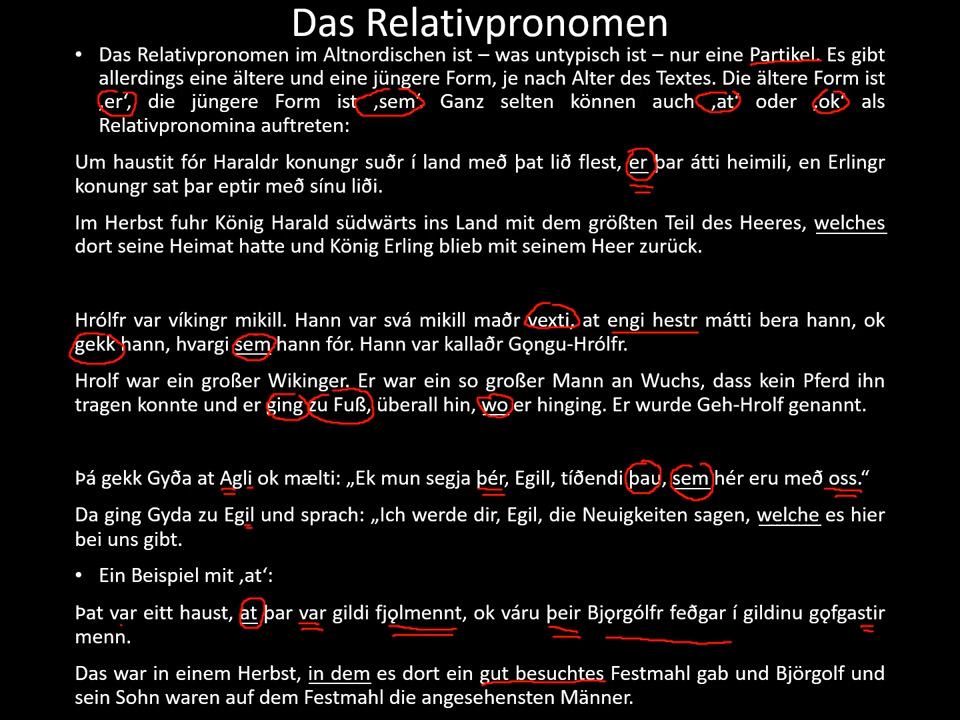 Das Relativpronomen
• Das Relativpronomen im Altnordischen ist – was untypisch ist – nur eine Partikel. Es gibt
allerdings eine ältere und eine jüngere Form, je nach Alter des Textes. Die ältere Form ist
‚er‘, die jüngere Form ist ‚sem‘. Ganz selten können auch ‚at‘ oder ‚ok‘ als
Relativpronomina auftreten:
Um haustit fór Haraldr konungr suðr í land með þat lið flest, er þar átti heimili, en Erlingr
konungr sat þar eptir með sínu liði.
Im Herbst fuhr König Harald südwärts ins Land mit dem größten Teil des Heeres, welches
dort seine Heimat hatte und König Erling blieb mit seinem Heer zurück.
Hrólfr var víkingr mikill. Hann var svá mikill maðr vexti, at engi hestr mátti bera hann, ok
gekk hann, hvargi sem hann fór. Hann var kallaðr Gǫngu-Hrólfr.
Hrolf war ein großer Wikinger. Er war ein so großer Mann an Wuchs, dass kein Pferd ihn
tragen konnte und er ging zu Fuß, überall hin, wo er hinging. Er wurde Geh-Hrolf genannt.
Þá gekk Gyða at Agli ok mælti: „Ek mun segja þér, Egill, tíðendi þau, sem hér eru með oss.“
Da ging Gyda zu Egil und sprach: „Ich werde dir, Egil, die Neuigkeiten sagen, welche es hier
bei uns gibt.
• Ein Beispiel mit ‚at‘:
Þat var eitt haust, at þar var gildi fjǫlmennt, ok váru þeir Bjǫrgólfr feðgar í gildinu gǫfgastir
menn.
Das war in einem Herbst, in dem es dort ein gut besuchtes Festmahl gab und Björgolf und
sein Sohn waren auf dem Festmahl die angesehensten Männer.